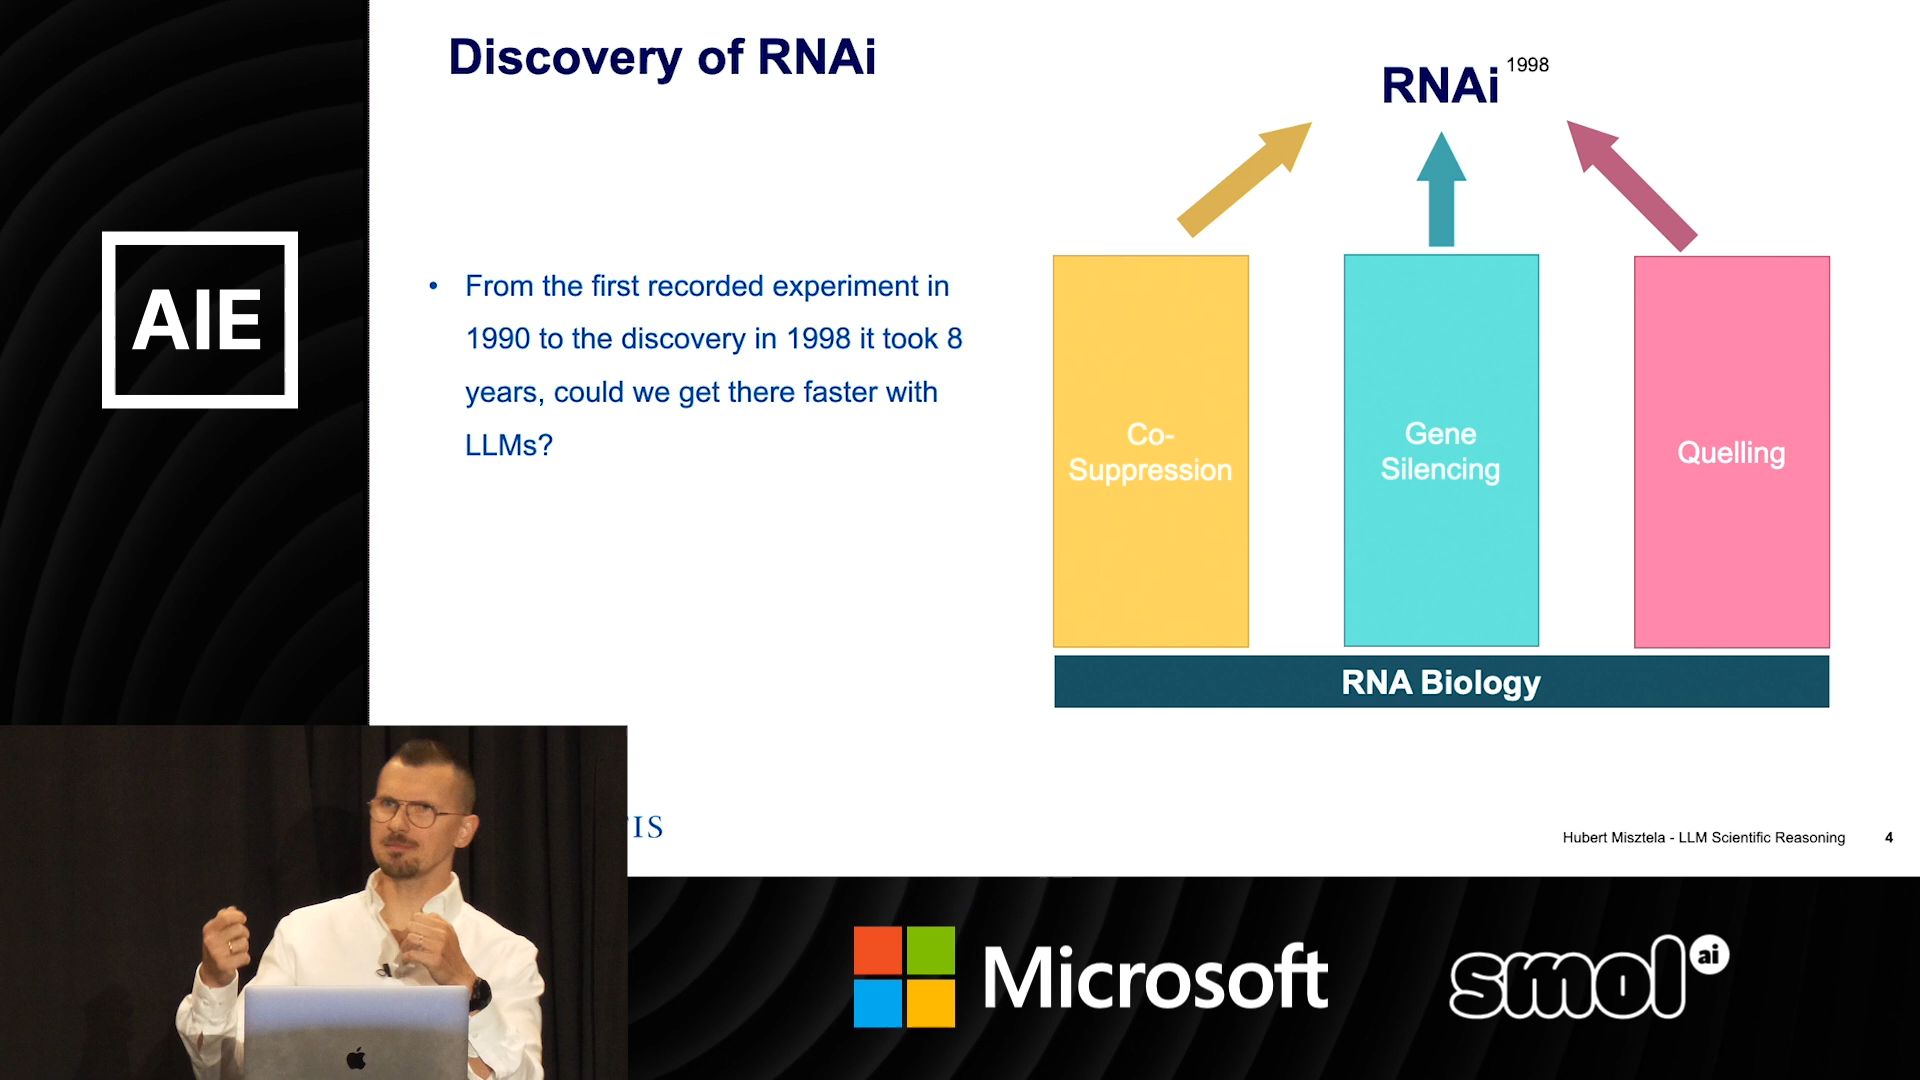 Discovery of RNAi
RNAi 1998
AIE
• From the first recorded experiment in
1990 to the discovery in 1998 it took 8
years, could we get there faster with
LLMs?
Co-
Suppression
Gene
Silencing
Quelling
RNA Biology
TIS
Hubert Misztela - LLM Scientific Reasoning 4
Microsoft
smol ai